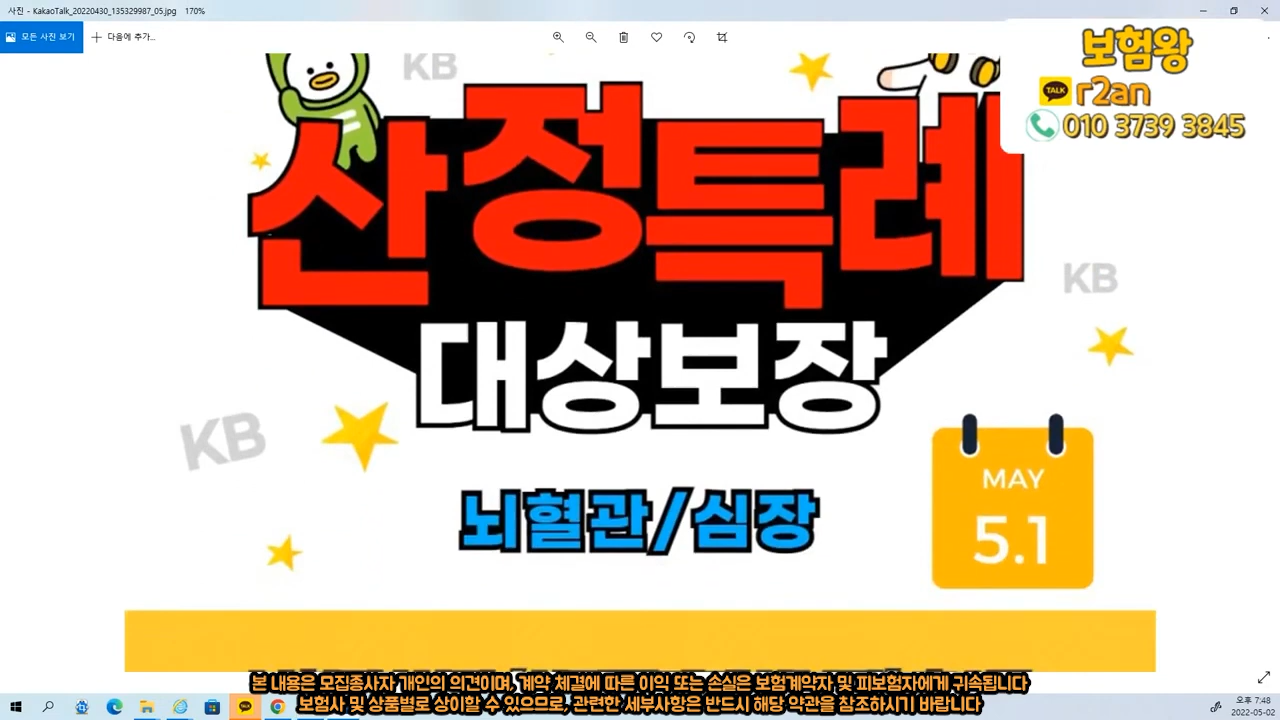 사진 - KakaoTalk_20220430_135329987_05.jpg 170%
모든 사진 보기
다음에 추가...
보험왕
TALK r2an
010 3739 3845
KB
산정특례
KB
대상보장
KB
뇌혈관/심장
MAY
5.1
본 내용은 모집종사자 개인의 의견이며, 계약 체결에 따른 이익 또는 손실은 보험계약자 및 피보험자에게 귀속됩니다
보험사 및 상품별로 상이할 수 있으므로, 관련한 세부사항은 반드시 해당 약관을 참조하시기 바랍니다
TALK
오후 7:48
2022-05-02